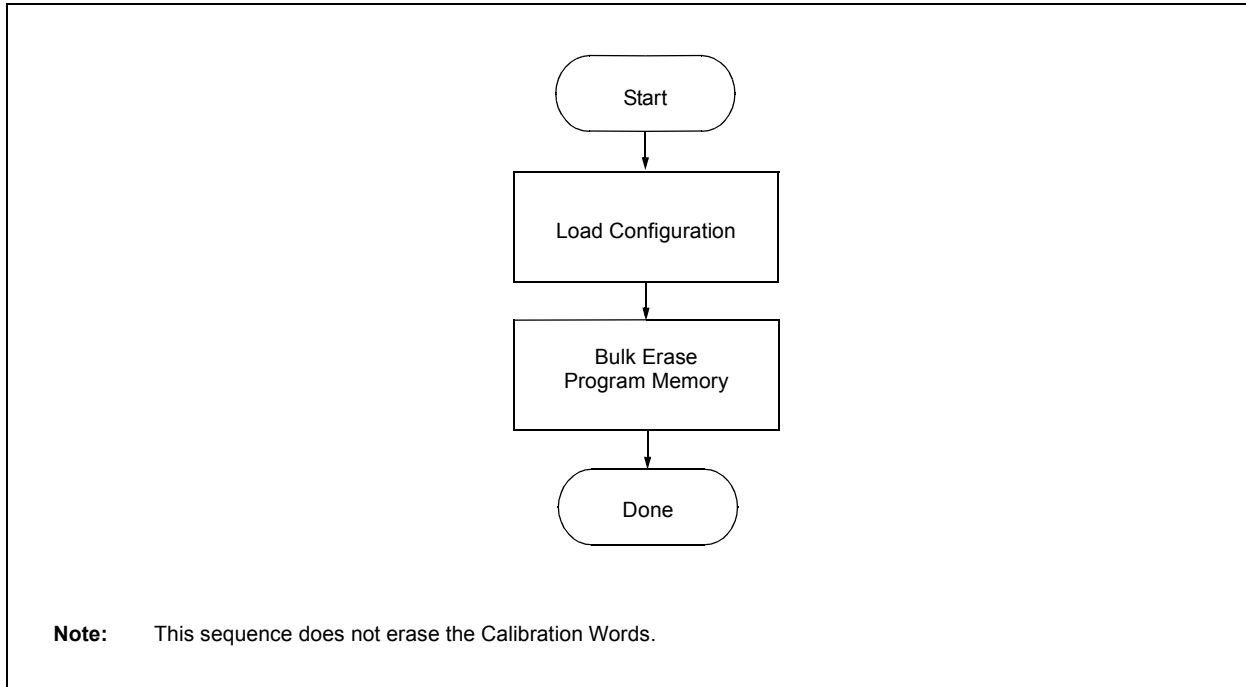 Start
Load Configuration
Bulk Erase
Program Memory
Done
Note: This sequence does not erase the Calibration Words.